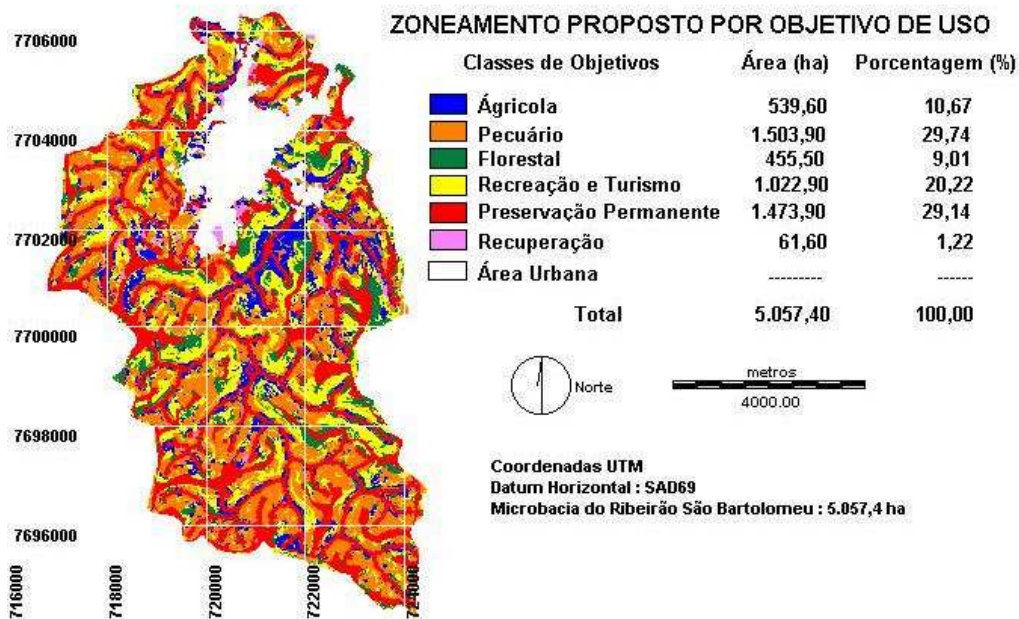 ZONEAMENTO PROPOSTO POR OBJETIVO DE USO
Classes de Objetivos Área (ha) Porcentagem (%)
Ágricola 539,60 10,67
Pecuário 1.503,90 29,74
Florestal 455,50 9,01
Recreação e Turismo 1.022,90 20,22
Preservação Permanente 1.473,90 29,14
Recuperação 61,60 1,22
Área Urbana --------- ------
Total 5.057,40 100,00
Norte
metros
4000.00
Coordenadas UTM
Datum Horizontal : SAD69
Microbacia do Ribeirão São Bartolomeu : 5.057,4 ha
7706000
7704000
7702000
7700000
7698000
7696000
716000
718000
720000
722000
724000